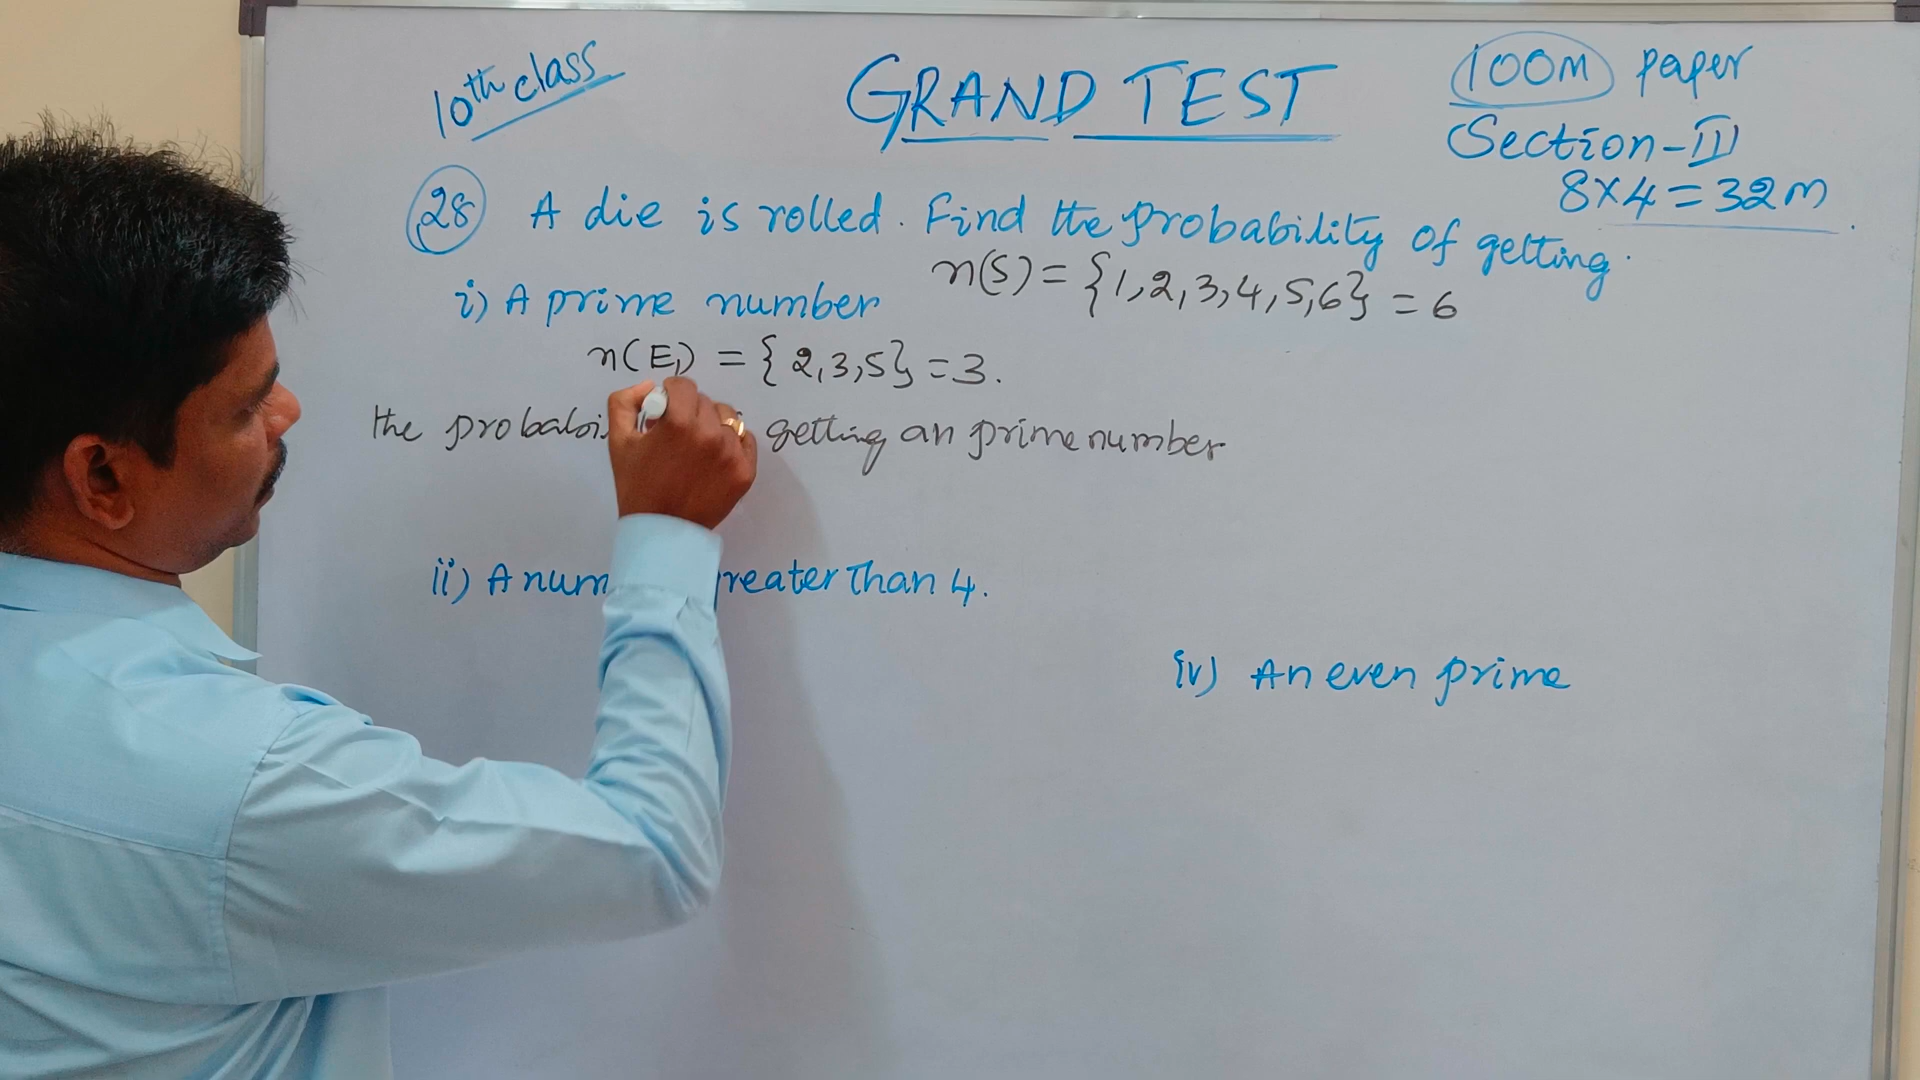 10th class
GRAND TEST
100M paper
Section-III
8×4=32m
28 A die is rolled. Find the probability of getting.
i) A prime number
n(S) = {1,2,3,4,5,6} = 6
n(E1) = {2,3,5} = 3.
the getting an prime number
ii) A than 4.
iv) An even prime